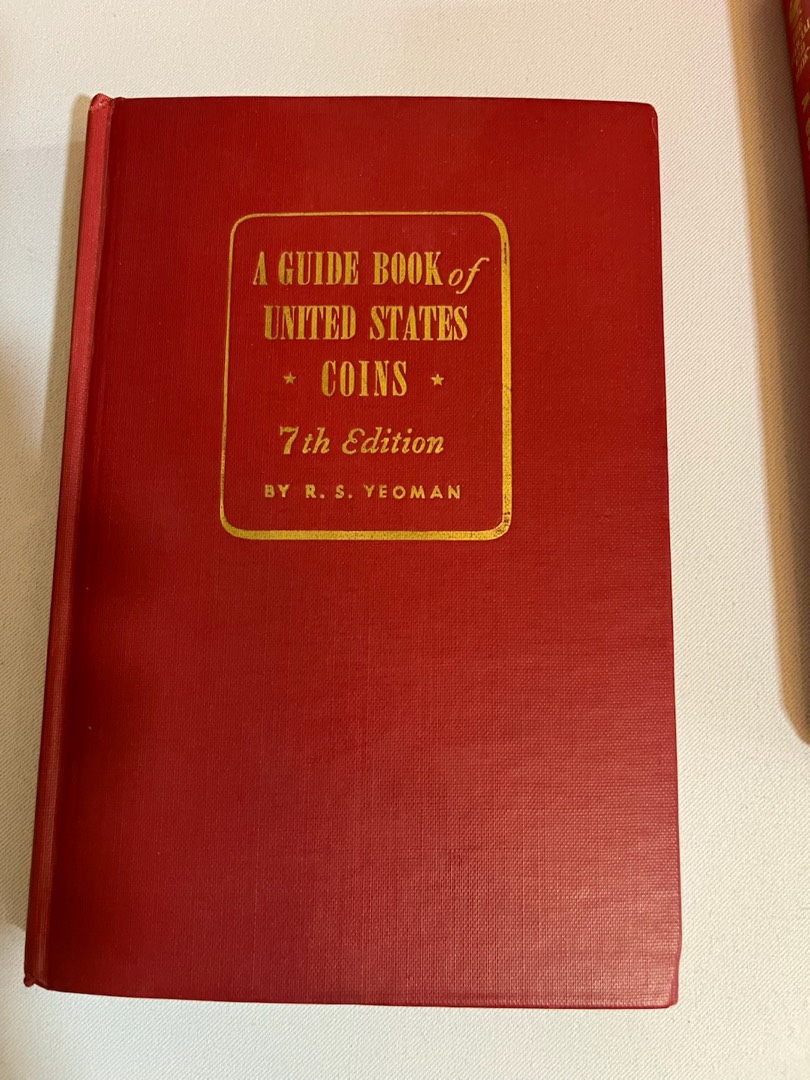 A GUIDE BOOK of
UNITED STATES
★ COINS ★
7th Edition
BY R. S. YEOMAN